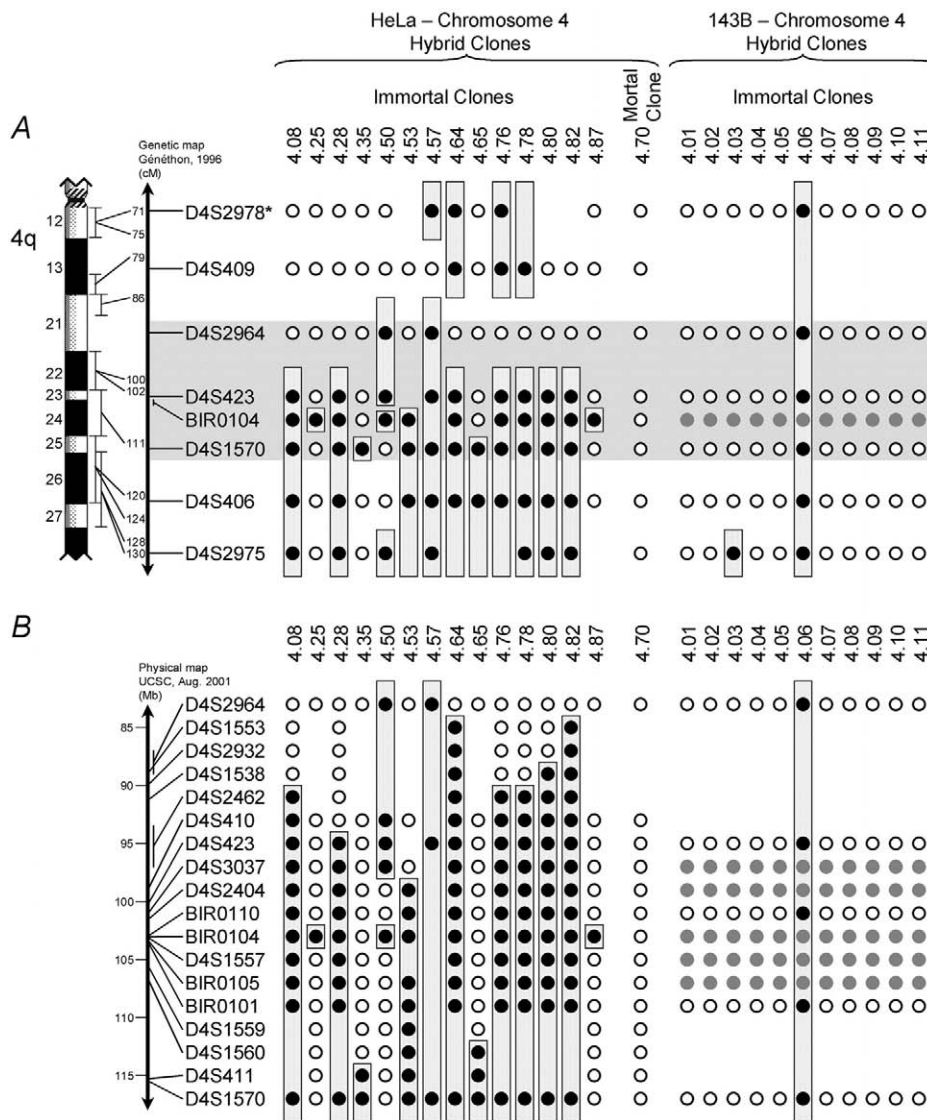 HeLa – Chromosome 4 Hybrid Clones
143B – Chromosome 4 Hybrid Clones
Immortal Clones
Mortal Clone
Immortal Clones
A
Genetic map
Généthon, 1996
(cM)
4.08 4.25 4.28 4.35 4.50 4.53 4.57 4.64 4.65 4.76 4.78 4.80 4.82 4.87 4.70 4.01 4.02 4.03 4.04 4.05 4.06 4.07 4.08 4.09 4.10 4.11
4q
12 71 75 D4S2978*
13 79 D4S409
86
21 D4S2964
22 100
23 102 D4S423
24 BIR0104
25 111 D4S1570
26 120 D4S406
124
27 128
130 D4S2975
B
Physical map
UCSC, Aug. 2001
(Mb)
4.08 4.25 4.28 4.35 4.50 4.53 4.57 4.64 4.65 4.76 4.78 4.80 4.82 4.87 4.70 4.01 4.02 4.03 4.04 4.05 4.06 4.07 4.08 4.09 4.10 4.11
D4S2964
85 D4S1553
D4S2932
D4S1538
90 D4S2462
D4S410
95 D4S423
D4S3037
100 D4S2404
BIR0110
BIR0104
105 D4S1557
BIR0105
BIR0101
110 D4S1559
D4S1560
115 D4S411
D4S1570